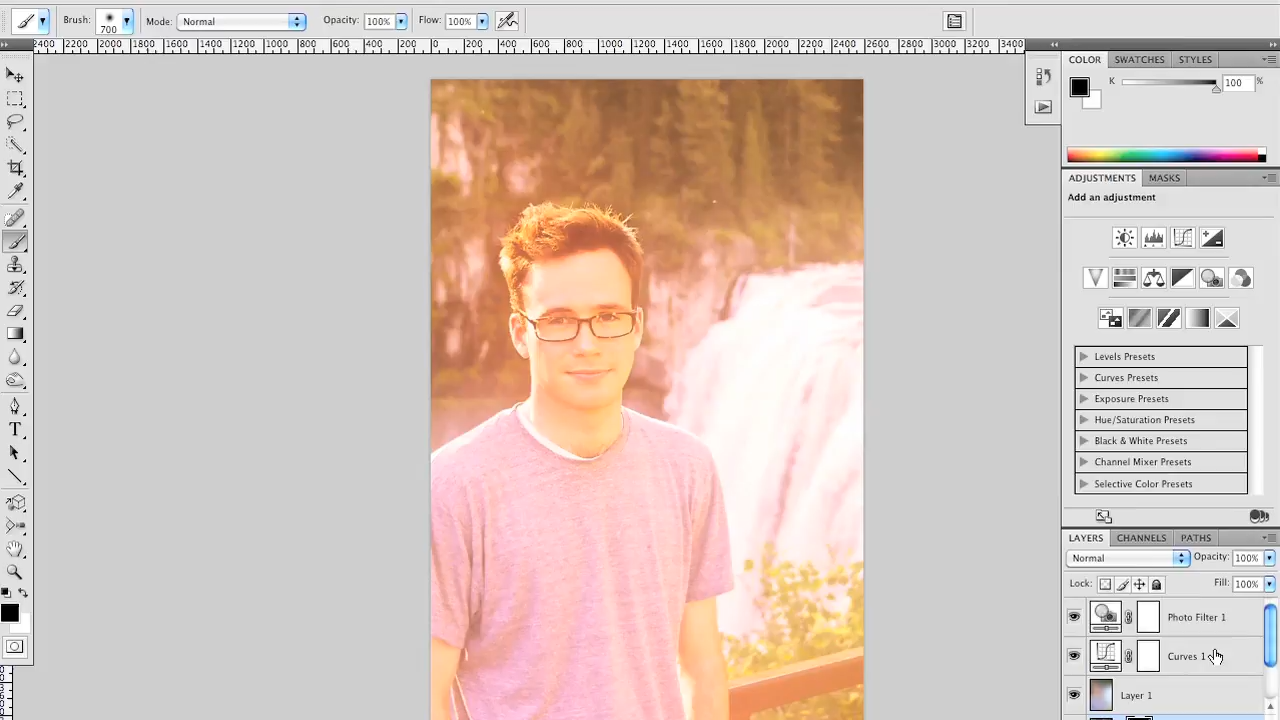 Brush: 700 Mode: Normal Opacity: 100% Flow: 100%
2400 2200 2000 1800 1600 1400 1200 1000 800 600 400 200 0 200 400 600 800 1000 1200 1400 1600 1800 2000 2200 2400 2600 2800 3000 3200 3400
COLOR SWATCHES STYLES
K 100 %
ADJUSTMENTS MASKS
Add an adjustment
Levels Presets
Curves Presets
Exposure Presets
Hue/Saturation Presets
Black & White Presets
Channel Mixer Presets
Selective Color Presets
LAYERS CHANNELS PATHS
Normal Opacity: 100%
Lock: Fill: 100%
Photo Filter 1
Curves 1
Layer 1